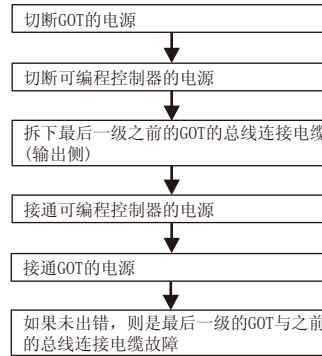 切断GOT的电源
切断可编程控制器的电源
拆下最后一级之前的GOT的总线连接电缆
(输出侧)
接通可编程控制器的电源
接通GOT的电源
如果未出错，则是最后一级的GOT与之前
的总线连接电缆故障